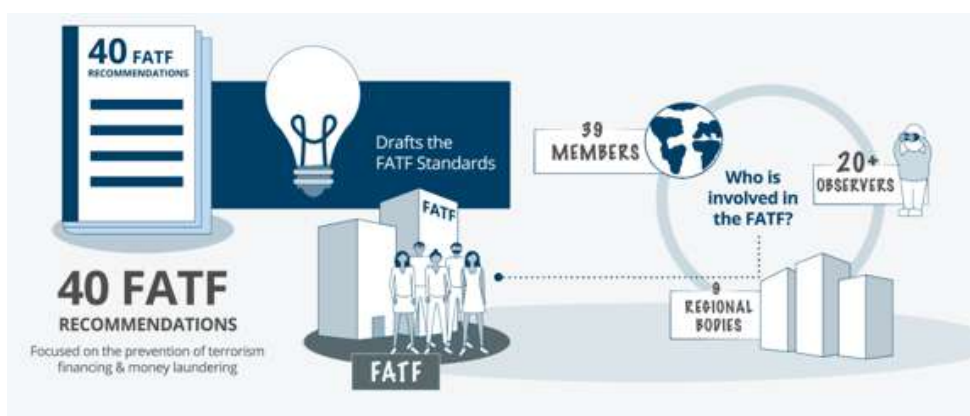 40 FATF
RECOMMENDATIONS
Drafts the
FATF Standards
FATF
40 FATF
RECOMMENDATIONS
Focused on the prevention of terrorism
financing & money laundering
FATF
39
MEMBERS
Who is
involved in
the FATF?
20+
OBSERVERS
9
REGIONAL
BODIES